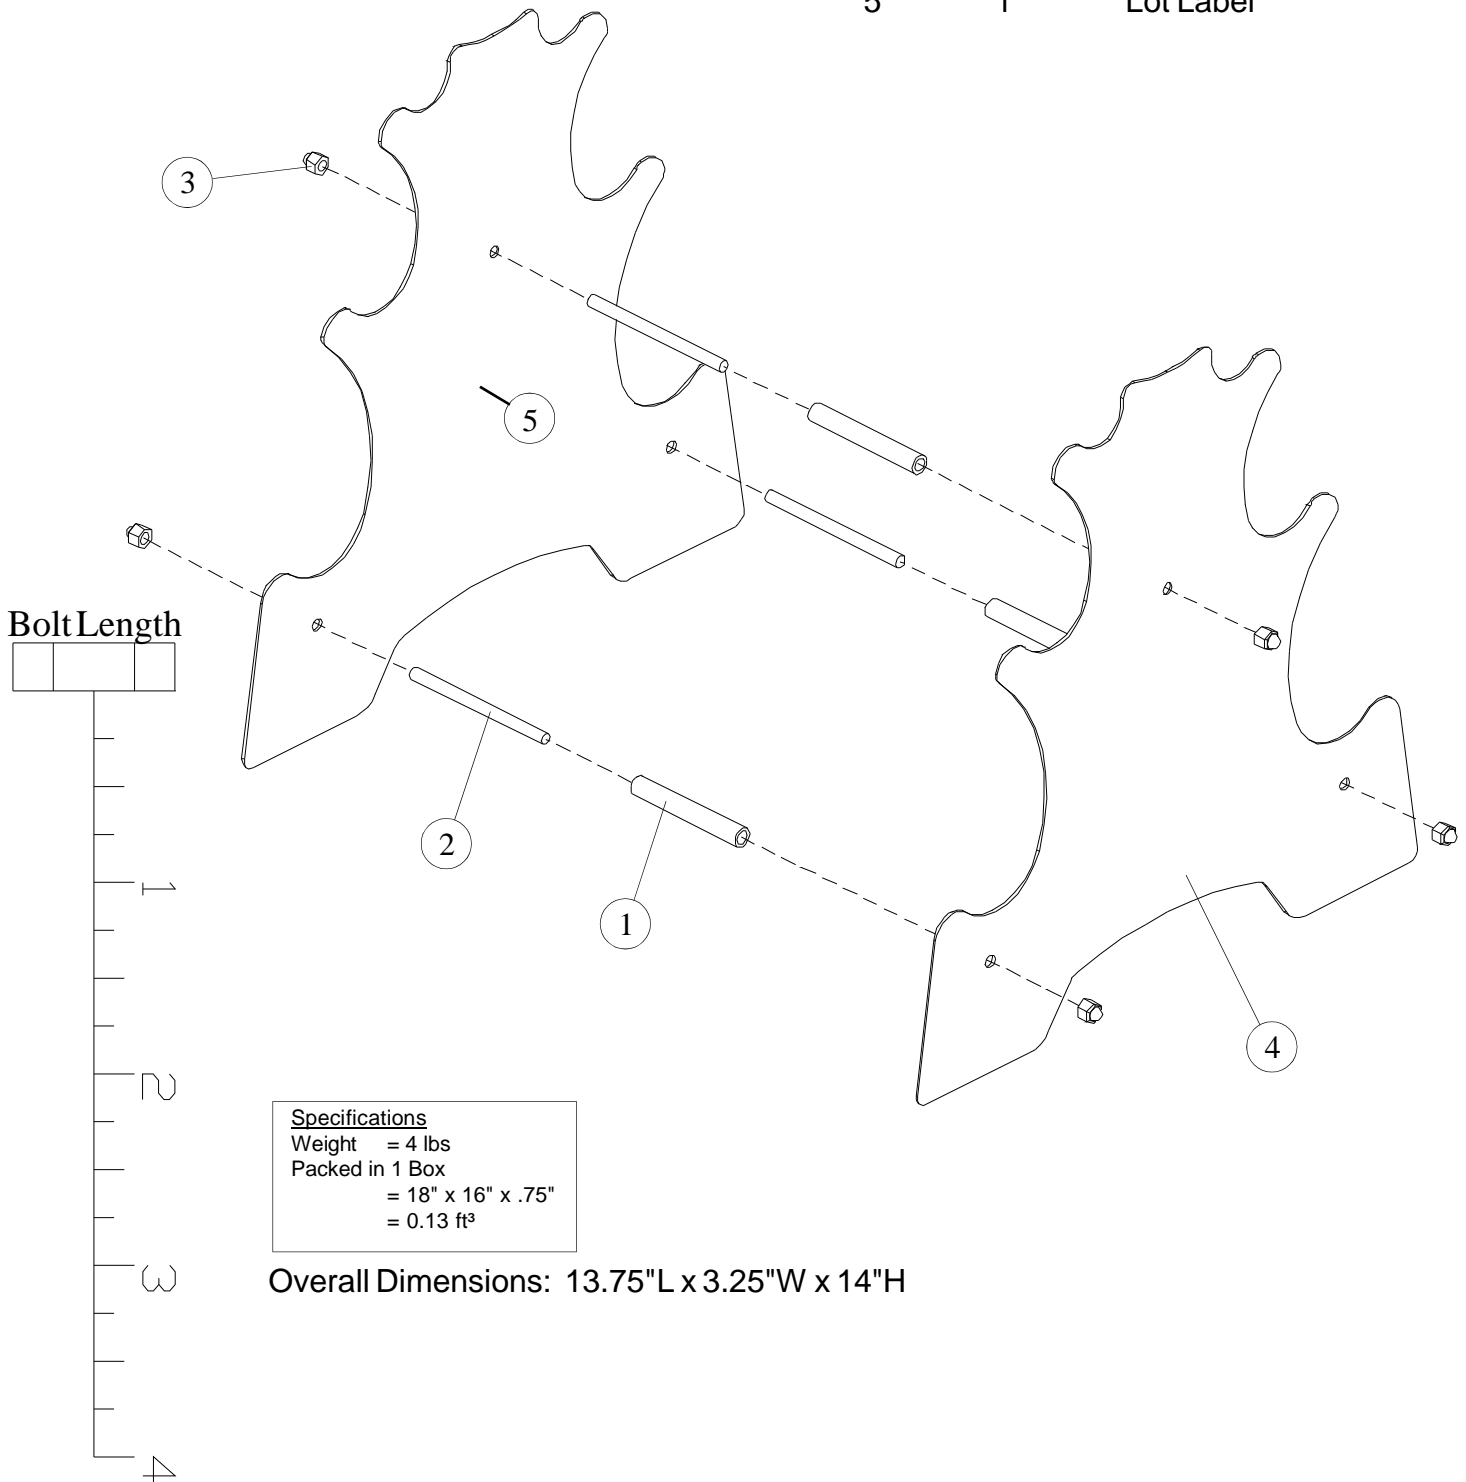 5 1 Lot Label
3
5
Bolt Length
2
1
1
4
2
Specifications
Weight = 4 lbs
Packed in 1 Box
= 18" x 16" x .75"
= 0.13 ft³
3
Overall Dimensions: 13.75"L x 3.25"W x 14"H
4